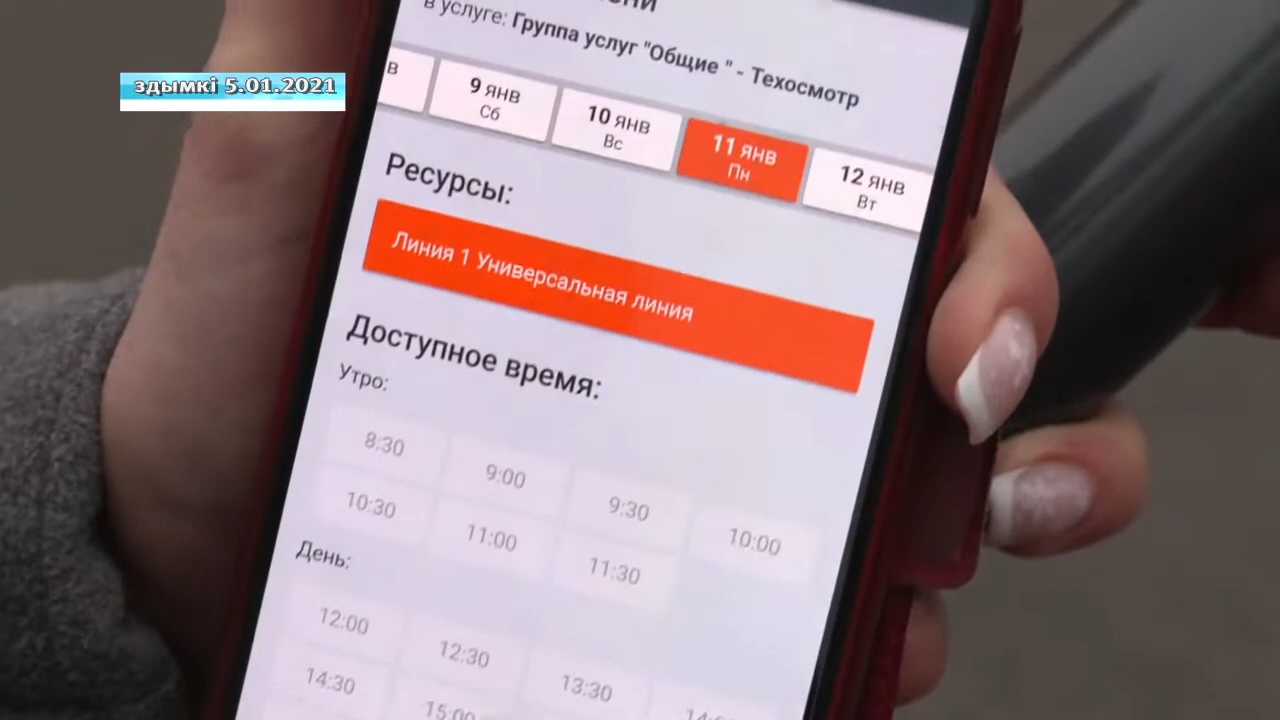 здымкі 5.01.2021
в услуге: Группа услуг "Общие " - Техосмотр
в
9 янв
Сб
10 янв
Вс
11 янв
Пн
12 янв
Вт
Ресурсы:
Линия 1 Универсальная линия
Доступное время:
Утро:
8:30 9:00 9:30 10:00
10:30 11:00 11:30
День:
12:00 12:30 13:30
14:30 15:00